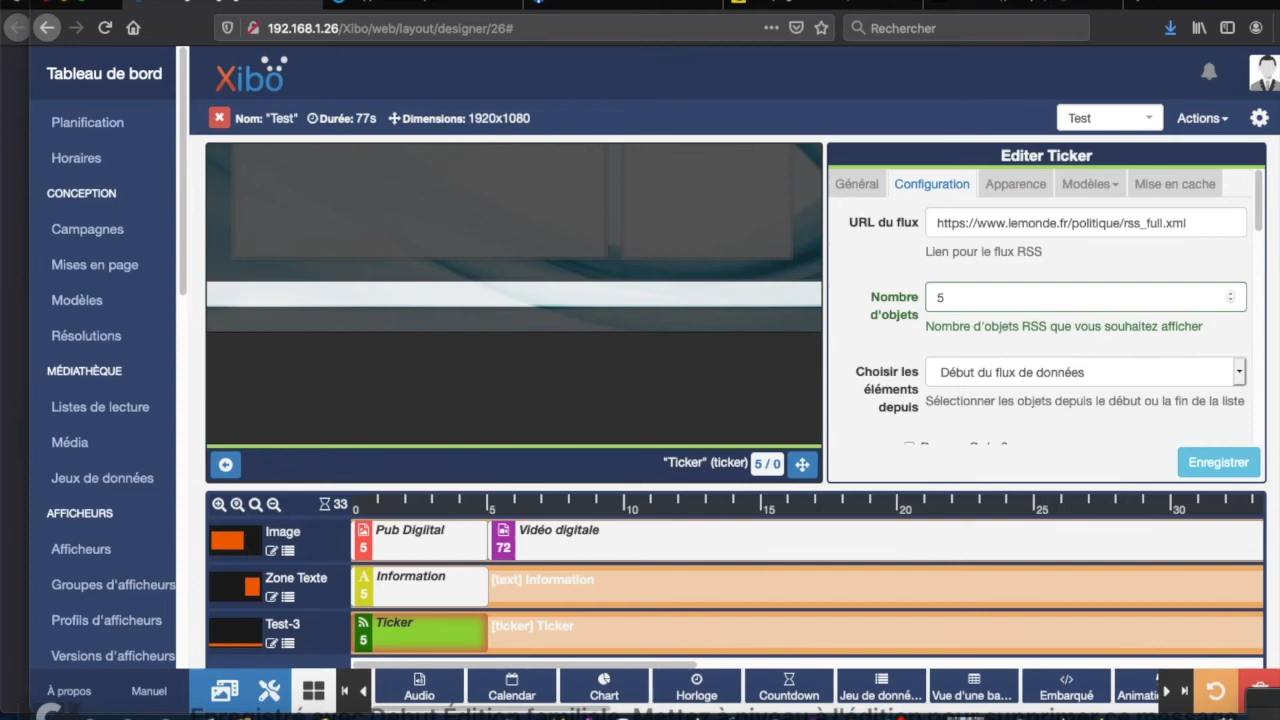 192.168.1.26/Xibo/web/layout/designer/26#
Rechercher
Tableau de bord
Xibo
Nom: "Test" Durée: 77s Dimensions: 1920x1080
Test
Actions
Planification
Horaires
CONCEPTION
Campagnes
Mises en page
Modèles
Résolutions
MÉDIATHÈQUE
Listes de lecture
Média
Jeux de données
AFFICHEURS
Afficheurs
Groupes d'afficheurs
Profils d'afficheurs
Versions d'afficheurs
À propos Manuel
Editer Ticker
Général Configuration Apparence Modèles Mise en cache
URL du flux
https://www.lemonde.fr/politique/rss_full.xml
Lien pour le flux RSS
Nombre d'objets
5
Nombre d'objets RSS que vous souhaitez afficher
Choisir les éléments depuis
Début du flux de données
Sélectionner les objets depuis le début ou la fin de la liste
Enregistrer
"Ticker" (ticker) 5 / 0
33 0 5 10 15 20 25 30
Image
5 Pub Digiital
72 Vidéo digitale
Zone Texte
5 Information
[text] Information
Test-3
5 Ticker
[ticker] Ticker
Audio Calendar Chart Horloge Countdown Jeu de donné... Vue d'une ba... Embarqué